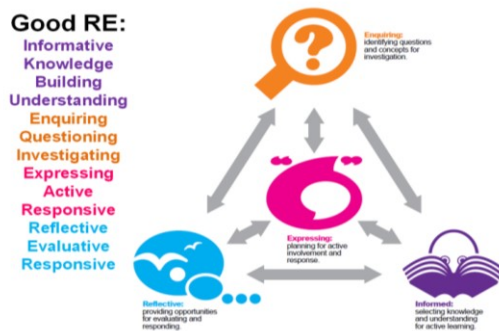 Good RE:
Informative
Knowledge
Building
Understanding
Enquiring
Questioning
Investigating
Expressing
Active
Responsive
Reflective
Evaluative
Responsive
Enquiring:
identifying questions
and concepts for
investigation.
Expressing:
planning for active
involvement and
response.
Reflective:
providing opportunities
for evaluating and
responding.
Informed:
selecting knowledge
and understanding
for active learning.